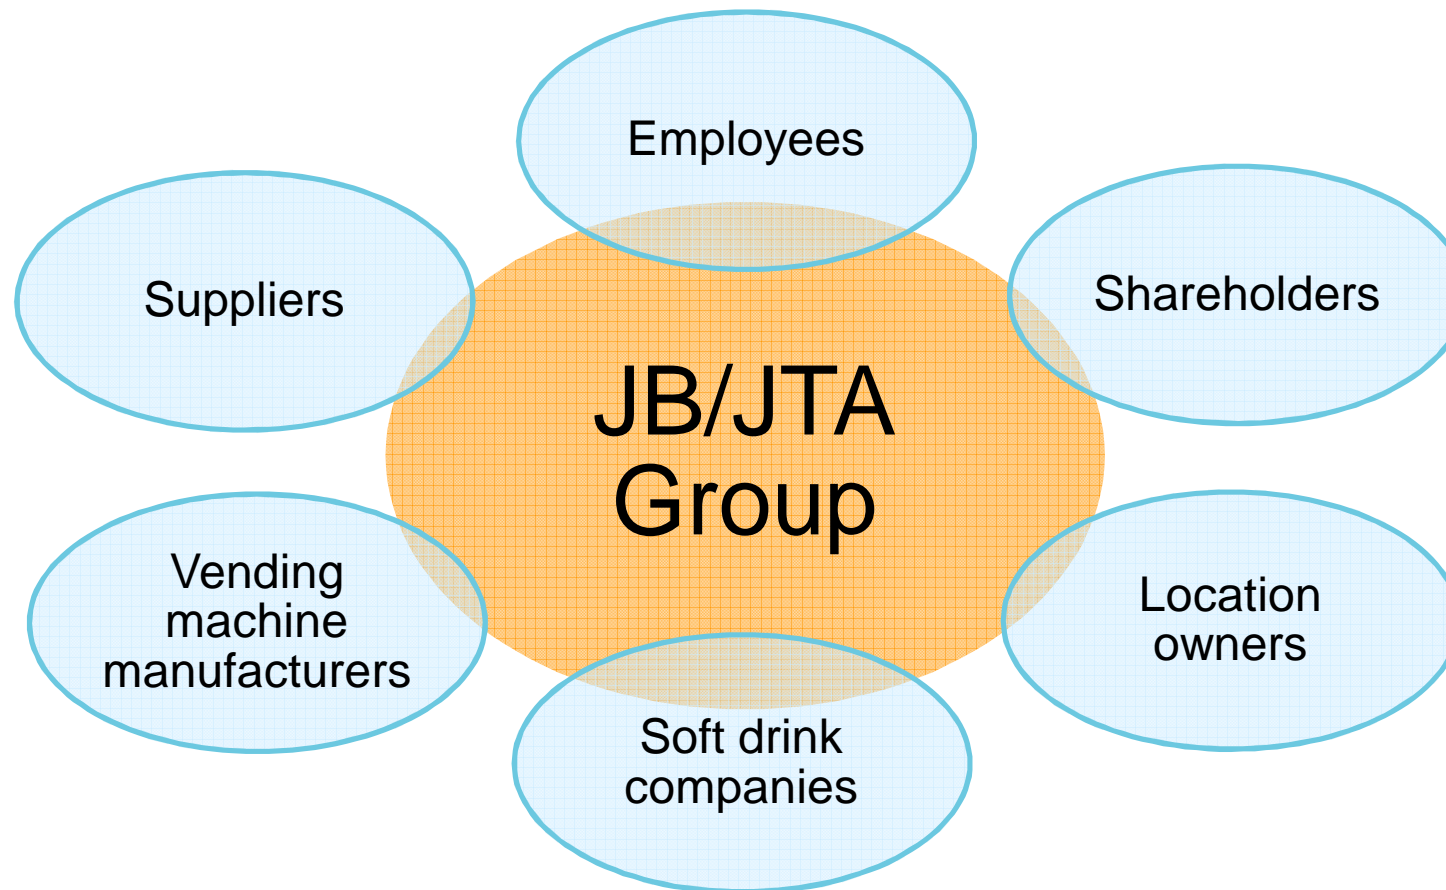 Employees
Suppliers
Shareholders
JB/JTA
Group
Vending
machine
manufacturers
Location
owners
Soft drink
companies